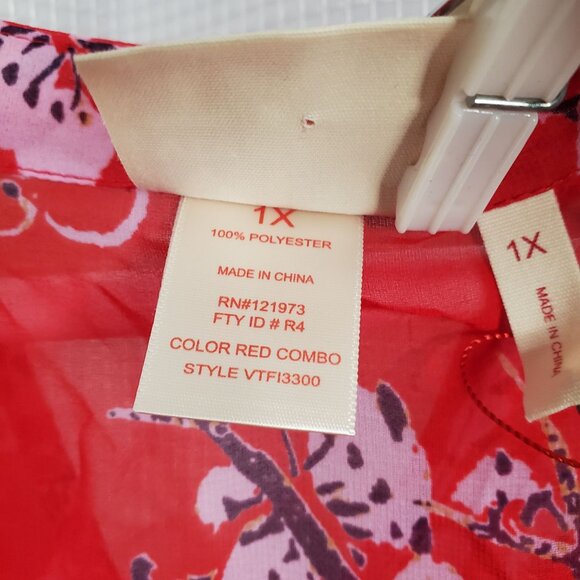 1X
100% POLYESTER
MADE IN CHINA
RN#121973
FTY ID # R4
COLOR RED COMBO
STYLE VTFI3300
1X
MADE IN CHINA